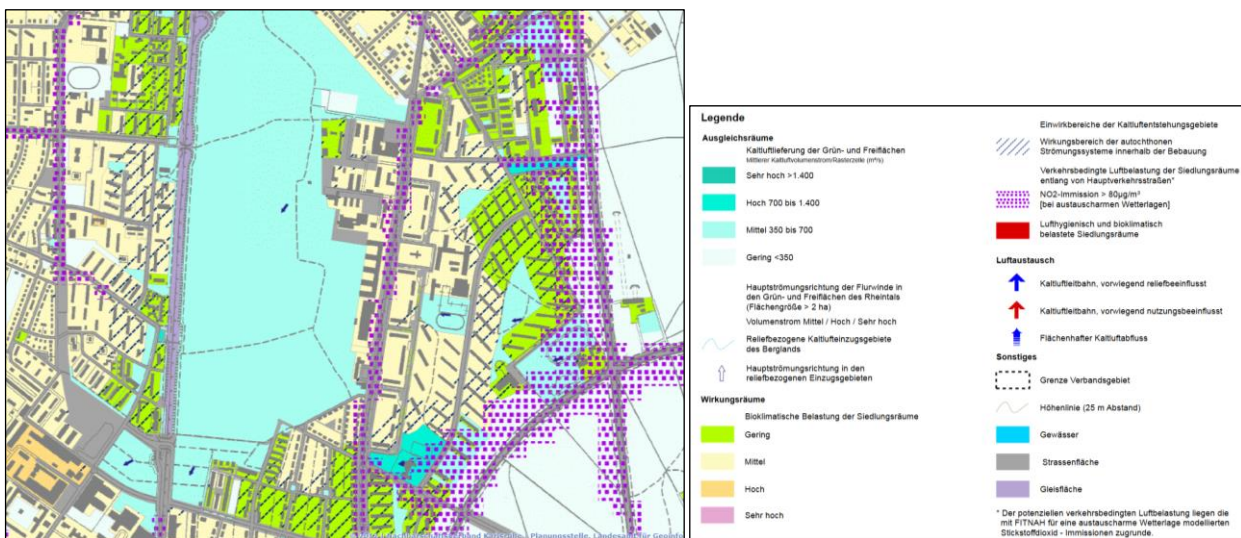 Legende
Ausgleichsräume
Kaltluftlieferung der Grün- und Freiflächen
Mittlerer Kaltluftvolumenstrom/Rasterzelle (m³/s)
Sehr hoch >1.400
Hoch 700 bis 1.400
Mittel 350 bis 700
Gering <350
Hauptströmungsrichtung der Flurwinde in
den Grün- und Freiflächen des Rheintals
(Flächengröße > 2 ha)
Volumenstrom Mittel / Hoch / Sehr hoch
Reliefbezogene Kaltlufteinzugsgebiete
des Berglands
Hauptströmungsrichtung in den
reliefbezogenen Einzugsgebieten
Wirkungsräume
Bioklimatische Belastung der Siedlungsräume
Gering
Mittel
Hoch
Sehr hoch
Einwirkbereiche der Kaltluftentstehungsgebiete
Wirkungsbereich der autochthonen
Strömungssysteme innerhalb der Bebauung
Verkehrsbedingte Luftbelastung der Siedlungsräume
entlang von Hauptverkehrsstraßen*
NO2-Immission > 80µg/m³
[bei austauscharmen Wetterlagen]
Lufthygienisch und bioklimatisch
belastete Siedlungsräume
Luftaustausch
Kaltluftleitbahn, vorwiegend reliefbeeinflusst
Kaltluftleitbahn, vorwiegend nutzungsbeeinflusst
Flächenhafter Kaltluftabfluss
Sonstiges
Grenze Verbandsgebiet
Höhenlinie (25 m Abstand)
Gewässer
Strassenfläche
Gleisfläche
* Der potenziellen verkehrsbedingten Luftbelastung liegen die
mit FITNAH für eine austauscharme Wetterlage modellierten
Stickstoffdioxid - Immissionen zugrunde.
Planungsstelle, Landesamt für Geoinfo